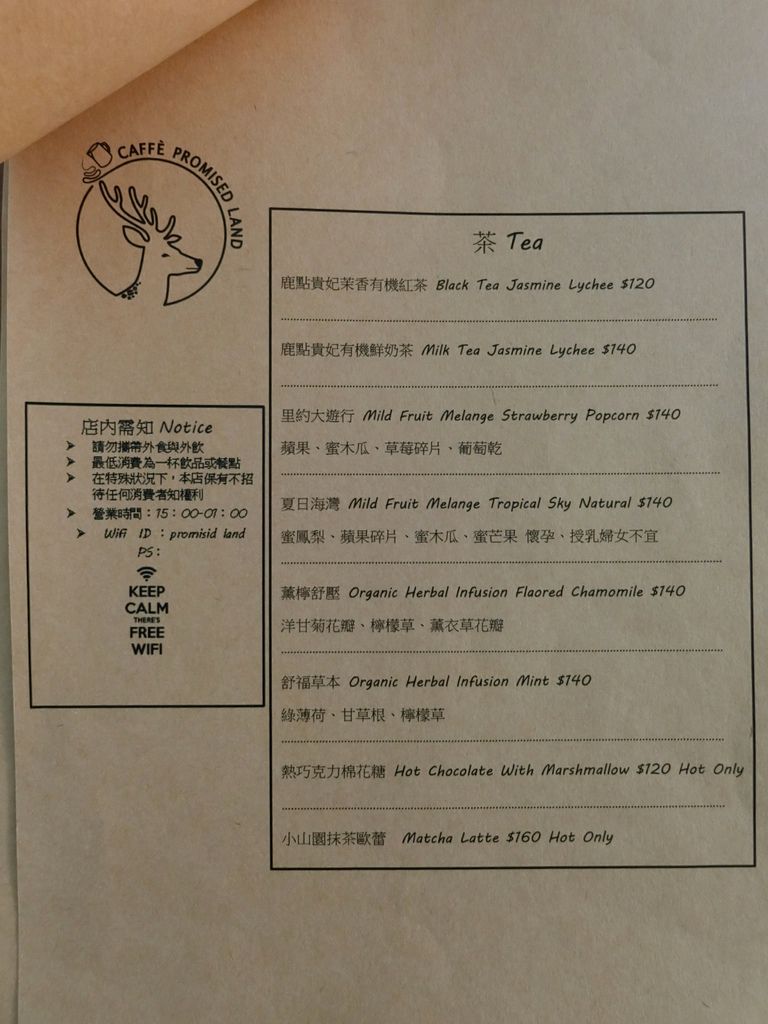 CAFFÈ PROMISED LAND
店內需知 Notice
➤ 請勿攜帶外食與外飲
➤ 最低消費為一杯飲品或餐點
➤ 在特殊狀況下，本店保有不招
待任何消費者知權利
➤ 營業時間：15：00-01：00
➤ Wifi ID ：promisid land
PS：
KEEP
CALM
THERE'S
FREE
WIFI
茶 Tea
鹿點貴妃茉香有機紅茶 Black Tea Jasmine Lychee $120
鹿點貴妃有機鮮奶茶 Milk Tea Jasmine Lychee $140
里約大遊行 Mild Fruit Melange Strawberry Popcorn $140
蘋果、蜜木瓜、草莓碎片、葡萄乾
夏日海灣 Mild Fruit Melange Tropical Sky Natural $140
蜜鳳梨、蘋果碎片、蜜木瓜、蜜芒果 懷孕、授乳婦女不宜
薰檸舒壓 Organic Herbal Infusion Flaored Chamomile $140
洋甘菊花瓣、檸檬草、薰衣草花瓣
舒福草本 Organic Herbal Infusion Mint $140
綠薄荷、甘草根、檸檬草
熱巧克力棉花糖 Hot Chocolate With Marshmallow $120 Hot Only
小山園抹茶歐蕾 Matcha Latte $160 Hot Only